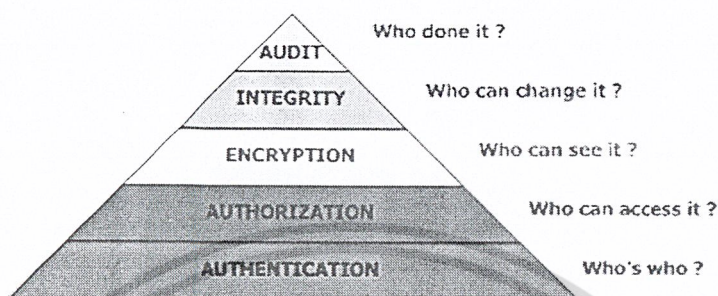 AUDIT Who done it ?
INTEGRITY Who can change it ?
ENCRYPTION Who can see it ?
AUTHORIZATION Who can access it ?
AUTHENTICATION Who's who ?